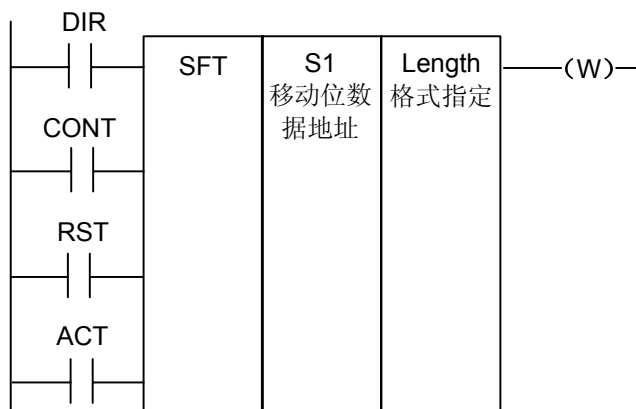 DIR
SFT
S1
移动位数
据地址
Length
格式指定
(W)
CONT
RST
ACT